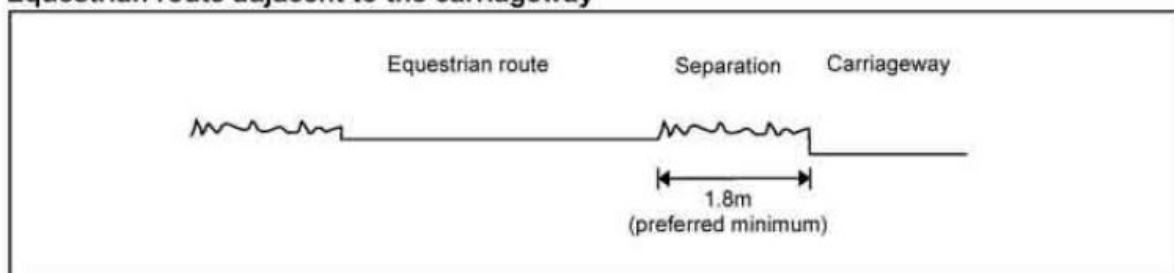 Equestrian route adjacent to the carriageway
Equestrian route
Separation
Carriageway
1.8m
(preferred minimum)